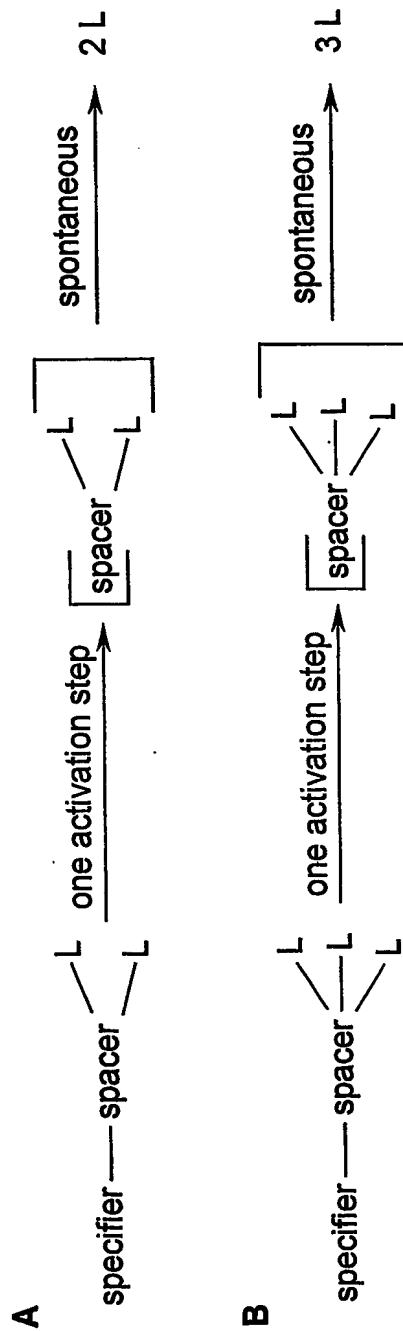 A
specifier — spacer
L
L
one activation step
spacer
L
L
spontaneous
2 L
B
specifier — spacer
L
L
L
one activation step
spacer
L
L
L
spontaneous
3 L